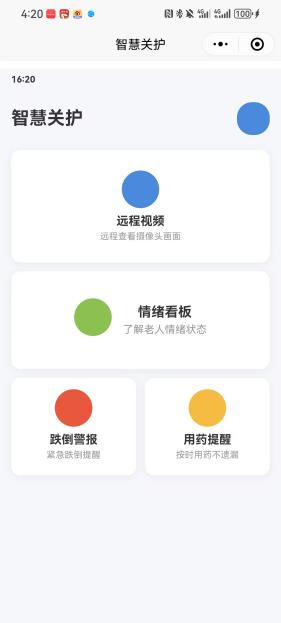 4:20
4G
4G
100
智慧关护
16:20
智慧关护
远程视频
远程查看摄像头画面
情绪看板
了解老人情绪状态
跌倒警报
紧急跌倒提醒
用药提醒
按时用药不遗漏